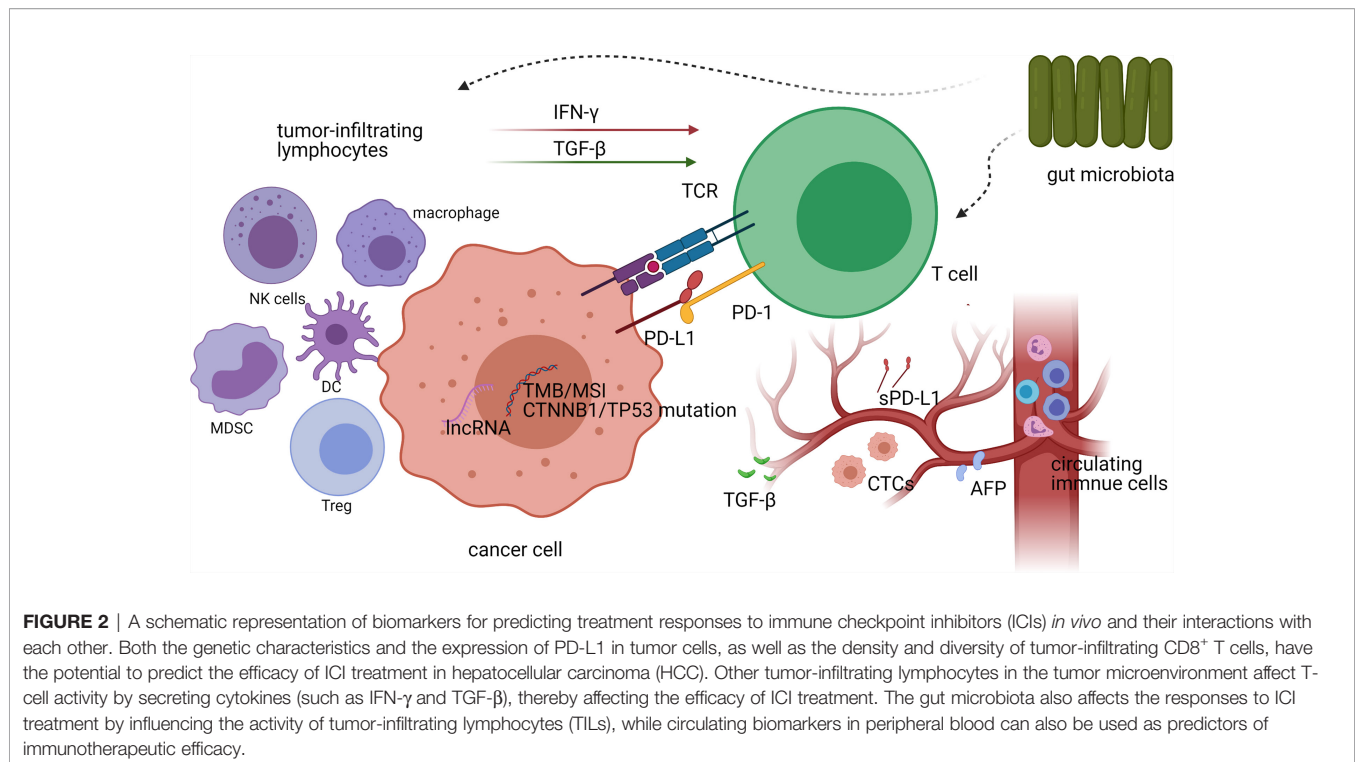 IFN-γ
TGF-β
tumor-infiltrating
lymphocytes
TCR
gut microbiota
macrophage
T cell
NK cells
PD-1
PD-L1
DC
sPD-L1
TMB/MSI
CTNNB1/TP53 mutation
lncRNA
MDSC
circulating
immnue cells
CTCs
AFP
TGF-β
Treg
cancer cell
FIGURE 2 | A schematic representation of biomarkers for predicting treatment responses to immune checkpoint inhibitors (ICIs) in vivo and their interactions with
each other. Both the genetic characteristics and the expression of PD-L1 in tumor cells, as well as the density and diversity of tumor-infiltrating CD8⁺ T cells, have
the potential to predict the efficacy of ICI treatment in hepatocellular carcinoma (HCC). Other tumor-infiltrating lymphocytes in the tumor microenvironment affect T-
cell activity by secreting cytokines (such as IFN-γ and TGF-β), thereby affecting the efficacy of ICI treatment. The gut microbiota also affects the responses to ICI
treatment by influencing the activity of tumor-infiltrating lymphocytes (TILs), while circulating biomarkers in peripheral blood can also be used as predictors of
immunotherapeutic efficacy.